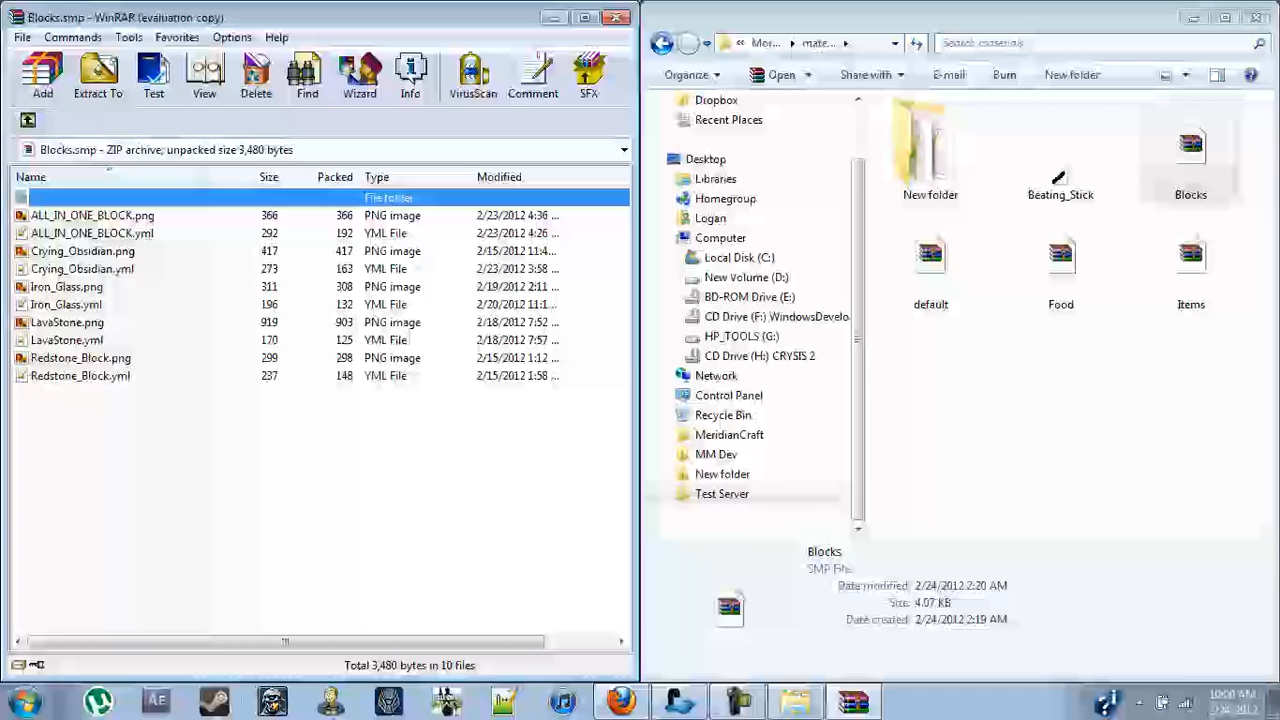 Blocks.smp - WinRAR (evaluation copy)
File Commands Tools Favorites Options Help
Add Extract To Test View Delete Find Wizard Info VirusScan Comment SFX
Blocks.smp - ZIP archive, unpacked size 3,480 bytes
Name Size Packed Type Modified
File folder
ALL_IN_ONE_BLOCK.png 366 366 PNG image 2/23/2012 4:36 ...
ALL_IN_ONE_BLOCK.yml 292 192 YML File 2/23/2012 4:26 ...
Crying_Obsidian.png 417 417 PNG image 2/15/2012 11:4...
Crying_Obsidian.yml 273 163 YML File 2/23/2012 3:58 ...
Iron_Glass.png 311 308 PNG image 2/19/2012 2:11 ...
Iron_Glass.yml 196 132 YML File 2/20/2012 11:1...
LavaStone.png 919 903 PNG image 2/18/2012 7:52 ...
LavaStone.yml 170 125 YML File 2/18/2012 7:57 ...
Redstone_Block.png 299 298 PNG image 2/15/2012 1:12 ...
Redstone_Block.yml 237 148 YML File 2/15/2012 1:58 ...
Total 3,480 bytes in 10 files
« Mor... mate...
Search materials
Organize Open Share with E-mail Burn New folder
Dropbox
Recent Places
Desktop
Libraries
Homegroup
Logan
Computer
Local Disk (C:)
New Volume (D:)
BD-ROM Drive (E:)
CD Drive (F:) WindowsDevelo
HP_TOOLS (G:)
CD Drive (H:) CRYSIS 2
Network
Control Panel
Recycle Bin
MeridianCraft
MM Dev
New folder
Test Server
New folder Beating_Stick Blocks
default Food Items
Blocks
SMP File
Date modified: 2/24/2012 2:20 AM
Size: 4.07 KB
Date created: 2/24/2012 2:19 AM
AE